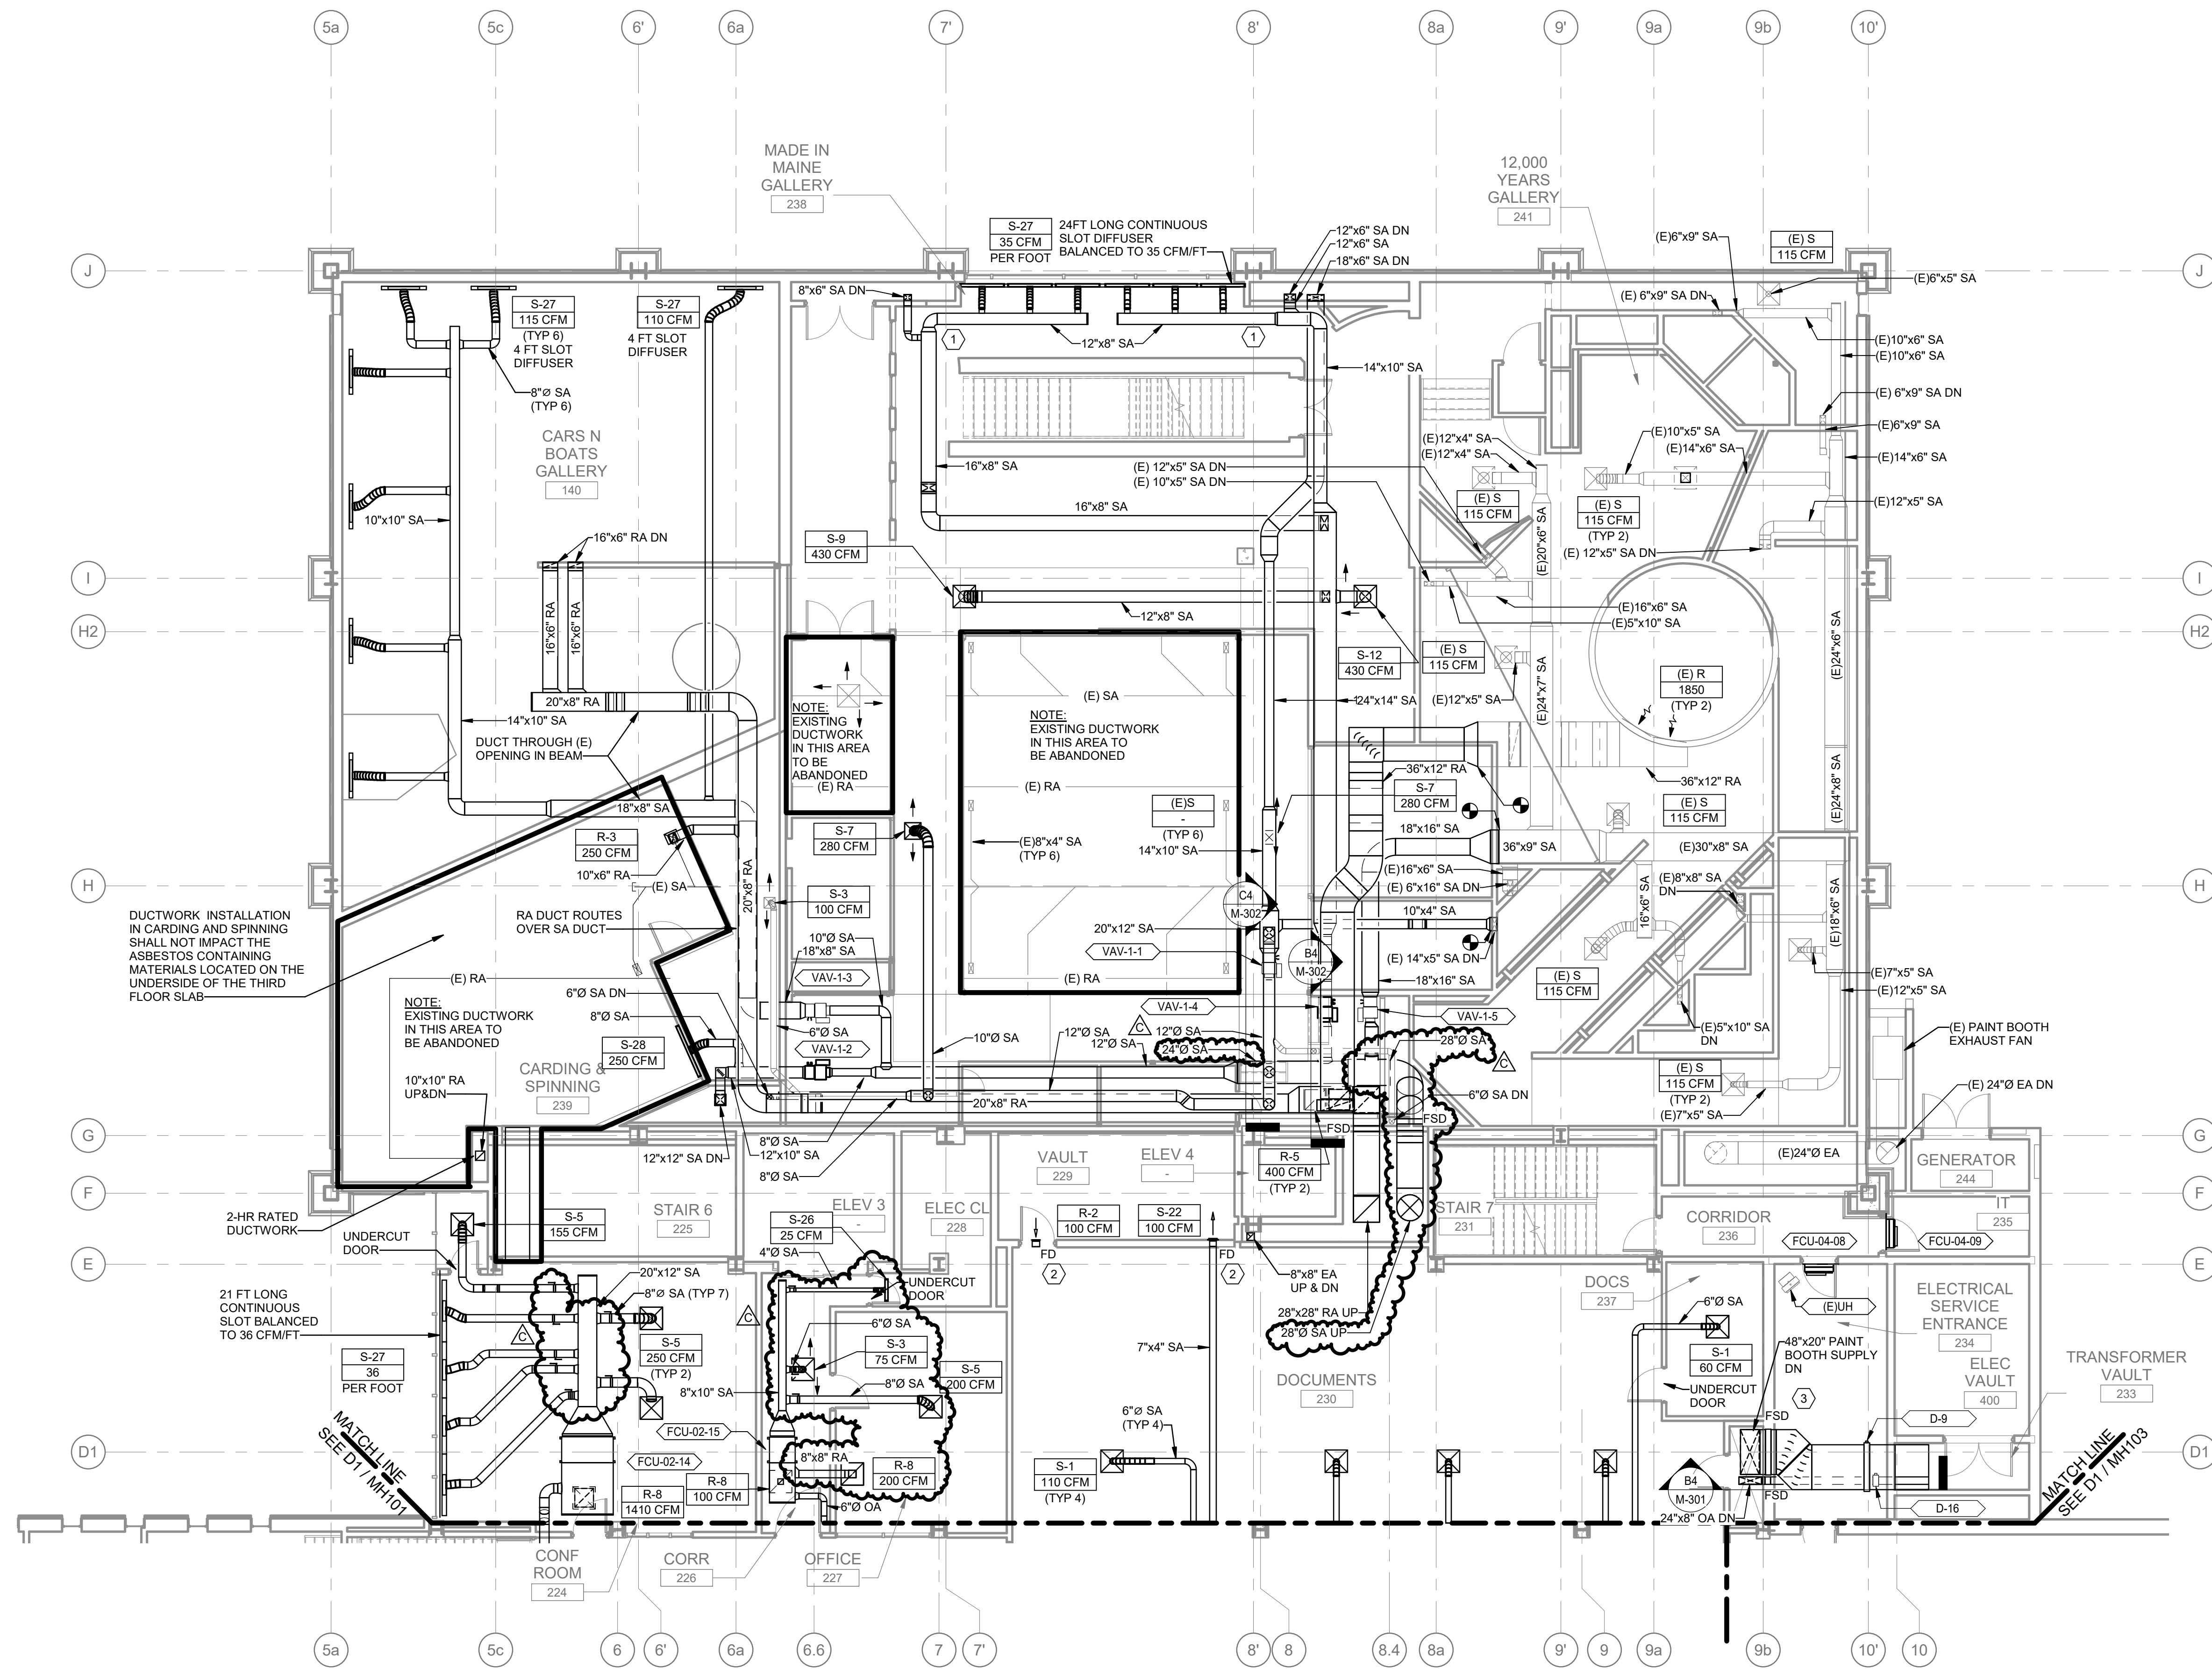 5a
5c
6'
6a
7'
8'
8a
9'
9a
9b
10'
MADE IN
MAINE
GALLERY
238
12,000
YEARS
GALLERY
241
S-27
35 CFM
PER FOOT
24FT LONG CONTINUOUS
SLOT DIFFUSER
BALANCED TO 35 CFM/FT
12"x6" SA DN
12"x6" SA
18"x6" SA DN
(E)6"x9" SA
(E) S
115 CFM
J
J
8"x6" SA DN
(E)6"x5" SA
(E) 6"x9" SA DN
S-27
115 CFM
(TYP 6)
4 FT SLOT
DIFFUSER
S-27
110 CFM
4 FT SLOT
DIFFUSER
1
12"x8" SA
1
(E)10"x6" SA
(E)10"x6" SA
14"x10" SA
8"Ø SA
(TYP 6)
(E) 6"x9" SA DN
(E)6"x9" SA
CARS N
BOATS
GALLERY
140
(E)12"x4" SA
(E)12"x4" SA
(E)10"x5" SA
(E)14"x6" SA
(E)14"x6" SA
16"x8" SA
(E) 12"x5" SA DN
(E) 10"x5" SA DN
(E) S
115 CFM
(E) S
115 CFM
(TYP 2)
(E)12"x5" SA
10"x10" SA
16"x8" SA
(E)20"x6" SA
16"x6" RA DN
S-9
430 CFM
(E) 12"x5" SA DN
I
I
16"x6" RA
16"x6" RA
12"x8" SA
(E)16"x6" SA
(E)5"x10" SA
H2
H2
S-12
430 CFM
(E) S
115 CFM
(E)24"x6" SA
(E) SA
(E) R
1850
(TYP 2)
20"x8" RA
24"x14" SA
(E)12"x5" SA
(E)24"x7" SA
14"x10" SA
NOTE:
EXISTING
DUCTWORK
IN THIS AREA
TO BE
ABANDONED
(E) RA
NOTE:
EXISTING DUCTWORK
IN THIS AREA TO
BE ABANDONED
DUCT THROUGH (E)
OPENING IN BEAM
36"x12" RA
36"x12" RA
(E) RA
S-7
280 CFM
(E)24"x8" SA
18"x8" SA
(E)S
-
(TYP 6)
(E) S
115 CFM
R-3
250 CFM
S-7
280 CFM
(E)8"x4" SA
(TYP 6)
14"x10" SA
18"x16" SA
36"x9" SA
(E)30"x8" SA
10"x6" RA
(E) SA
20"x8" RA
(E)16"x6" SA
(E) 6"x16" SA DN
(E)8"x8" SA
DN
H
H
S-3
100 CFM
C4
M-302
16"x6" SA
(E)18"x6" SA
DUCTWORK INSTALLATION
IN CARDING AND SPINNING
SHALL NOT IMPACT THE
ASBESTOS CONTAINING
MATERIALS LOCATED ON THE
UNDERSIDE OF THE THIRD
FLOOR SLAB
RA DUCT ROUTES
OVER SA DUCT
10"x4" SA
20"x12" SA
10"Ø SA
18"x8" SA
VAV-1-1
B4
M-302
(E) 14"x5" SA DN
(E) RA
VAV-1-3
(E) RA
18"x16" SA
(E) S
115 CFM
(E)7"x5" SA
(E)12"x5" SA
NOTE:
EXISTING DUCTWORK
IN THIS AREA TO
BE ABANDONED
6"Ø SA DN
8"Ø SA
VAV-1-4
VAV-1-5
6"Ø SA
C
12"Ø SA
12"Ø SA
12"Ø SA
(E)5"x10" SA
DN
(E) PAINT BOOTH
EXHAUST FAN
S-28
250 CFM
VAV-1-2
10"Ø SA
24"Ø SA
28"Ø SA
C
CARDING &
SPINNING
239
(E) S
115 CFM
(TYP 2)
(E)7"x5" SA
10"x10" RA
UP&DN
20"x8" RA
6"Ø SA DN
(E) 24"Ø EA DN
FSD
FSD
G
G
8"Ø SA
12"x10" SA
12"x12" SA DN
8"Ø SA
VAULT
229
ELEV 4
-
R-5
400 CFM
(TYP 2)
(E)24"Ø EA
GENERATOR
244
F
F
2-HR RATED
DUCTWORK
S-5
155 CFM
STAIR 6
225
ELEV 3
-
ELEC CL
228
R-2
100 CFM
S-22
100 CFM
STAIR 7
231
CORRIDOR
236
IT
235
UNDERCUT
DOOR
S-26
25 CFM
4"Ø SA
FD
2
FD
2
FCU-04-08
FCU-04-09
E
E
20"x12" SA
8"Ø SA (TYP 7)
UNDERCUT
DOOR
8"x8" EA
UP & DN
DOCS
237
ELECTRICAL
SERVICE
ENTRANCE
234
21 FT LONG
CONTINUOUS
SLOT BALANCED
TO 36 CFM/FT
C
C
6"Ø SA
28"x28" RA UP
28"Ø SA UP
6"Ø SA
(E)UH
S-27
36
PER FOOT
S-5
250 CFM
(TYP 2)
S-3
75 CFM
S-5
200 CFM
7"x4" SA
S-1
60 CFM
48"x20" PAINT
BOOTH SUPPLY
DN
8"x10" SA
8"Ø SA
DOCUMENTS
230
UNDERCUT
DOOR
3
ELEC
VAULT
400
TRANSFORMER
VAULT
233
MATCH LINE
SEE D1 / MH101
FCU-02-15
6"Ø SA
(TYP 4)
FSD
D-9
D1
D1
FCU-02-14
8"x8" RA
R-8
1410 CFM
R-8
100 CFM
R-8
200 CFM
S-1
110 CFM
(TYP 4)
B4
M-301
FSD
D-16
MATCH LINE
SEE D1 / MH103
6"Ø OA
24"x8" OA DN
CONF
ROOM
224
CORR
226
OFFICE
227
5a
5c
6
6'
6a
6.6
7
7'
8'
8
8.4
8a
9'
9
9a
9b
10'
10